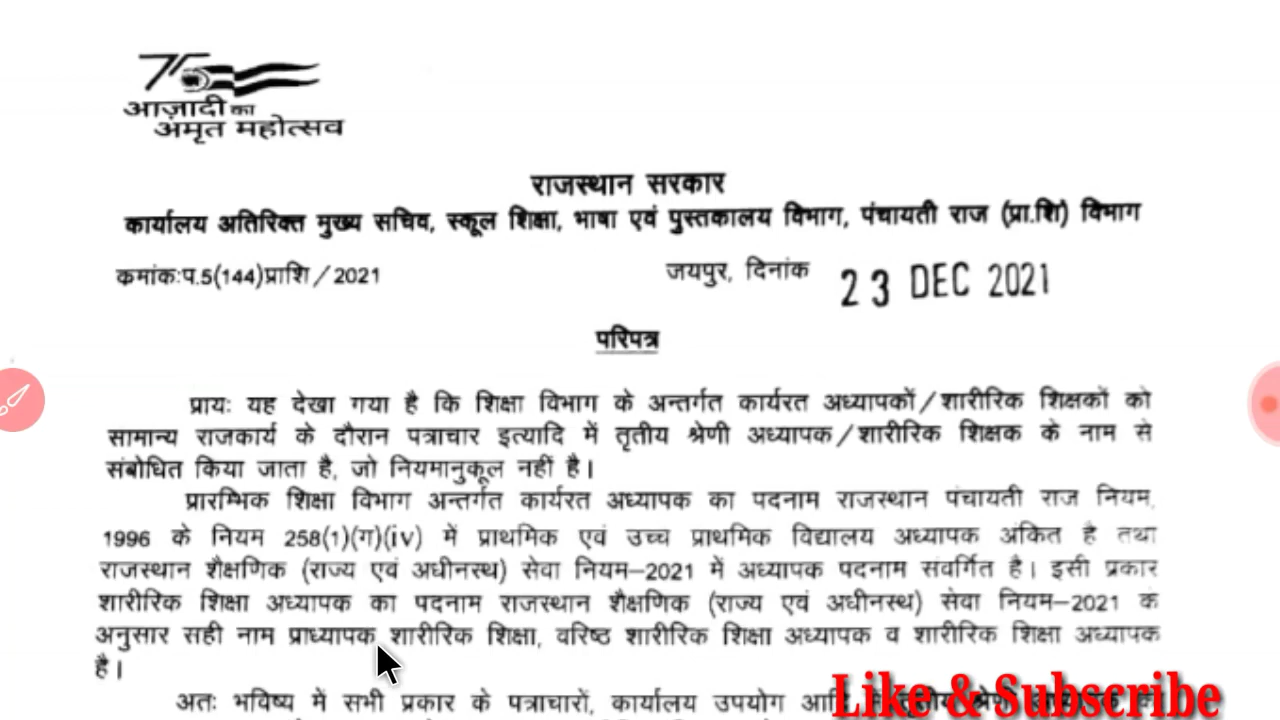 75
आज़ादी का
अमृत महोत्सव
राजस्थान सरकार
कार्यालय अतिरिक्त मुख्य सचिव, स्कूल शिक्षा, भाषा एवं पुस्तकालय विभाग, पंचायती राज (प्रा.शि) विभाग
कमांक:प.5(144)प्राशि/2021 जयपुर, दिनांक 23 DEC 2021
परिपत्र
प्रायः यह देखा गया है कि शिक्षा विभाग के अन्तर्गत कार्यरत अध्यापकों/शारीरिक शिक्षकों को
सामान्य राजकार्य के दौरान पत्राचार इत्यादि में तृतीय श्रेणी अध्यापक/शारीरिक शिक्षक के नाम से
संबोधित किया जाता है, जो नियमानुकूल नहीं है।
प्रारम्भिक शिक्षा विभाग अन्तर्गत कार्यरत अध्यापक का पदनाम राजस्थान पंचायती राज नियम,
1996 के नियम 258(1)(ग)(iv) में प्राथमिक एवं उच्च प्राथमिक विद्यालय अध्यापक अंकित है तथा
राजस्थान शैक्षणिक (राज्य एवं अधीनस्थ) सेवा नियम-2021 में अध्यापक पदनाम संवर्गित है। इसी प्रकार
शारीरिक शिक्षा अध्यापक का पदनाम राजस्थान शैक्षणिक (राज्य एवं अधीनस्थ) सेवा नियम-2021 के
अनुसार सही नाम प्राध्यापक शारीरिक शिक्षा, वरिष्ठ शारीरिक शिक्षा अध्यापक व शारीरिक शिक्षा अध्यापक
है।
अतः भविष्य में सभी प्रकार के पत्राचारों, कार्यालय उपयोग
Like & Subscribe